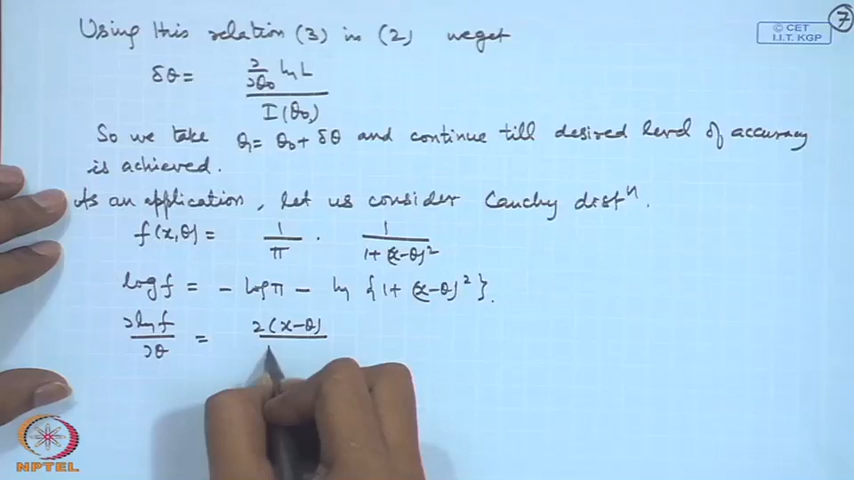 7
© CET
I.I.T. KGP
Using this relation (3) in (2) we get
δθ = ∂/∂θ₀ ln L / I(θ₀)
So we take θ₁ = θ₀ + δθ and continue till desired level of accuracy
is achieved.
As an application, let us consider Cauchy distⁿ.
f(x,θ) = 1/π · 1/(1+(x-θ)²)
log f = - log π - ln {1+(x-θ)²}.
∂ log f/∂θ = 2(x-θ)/
NPTEL